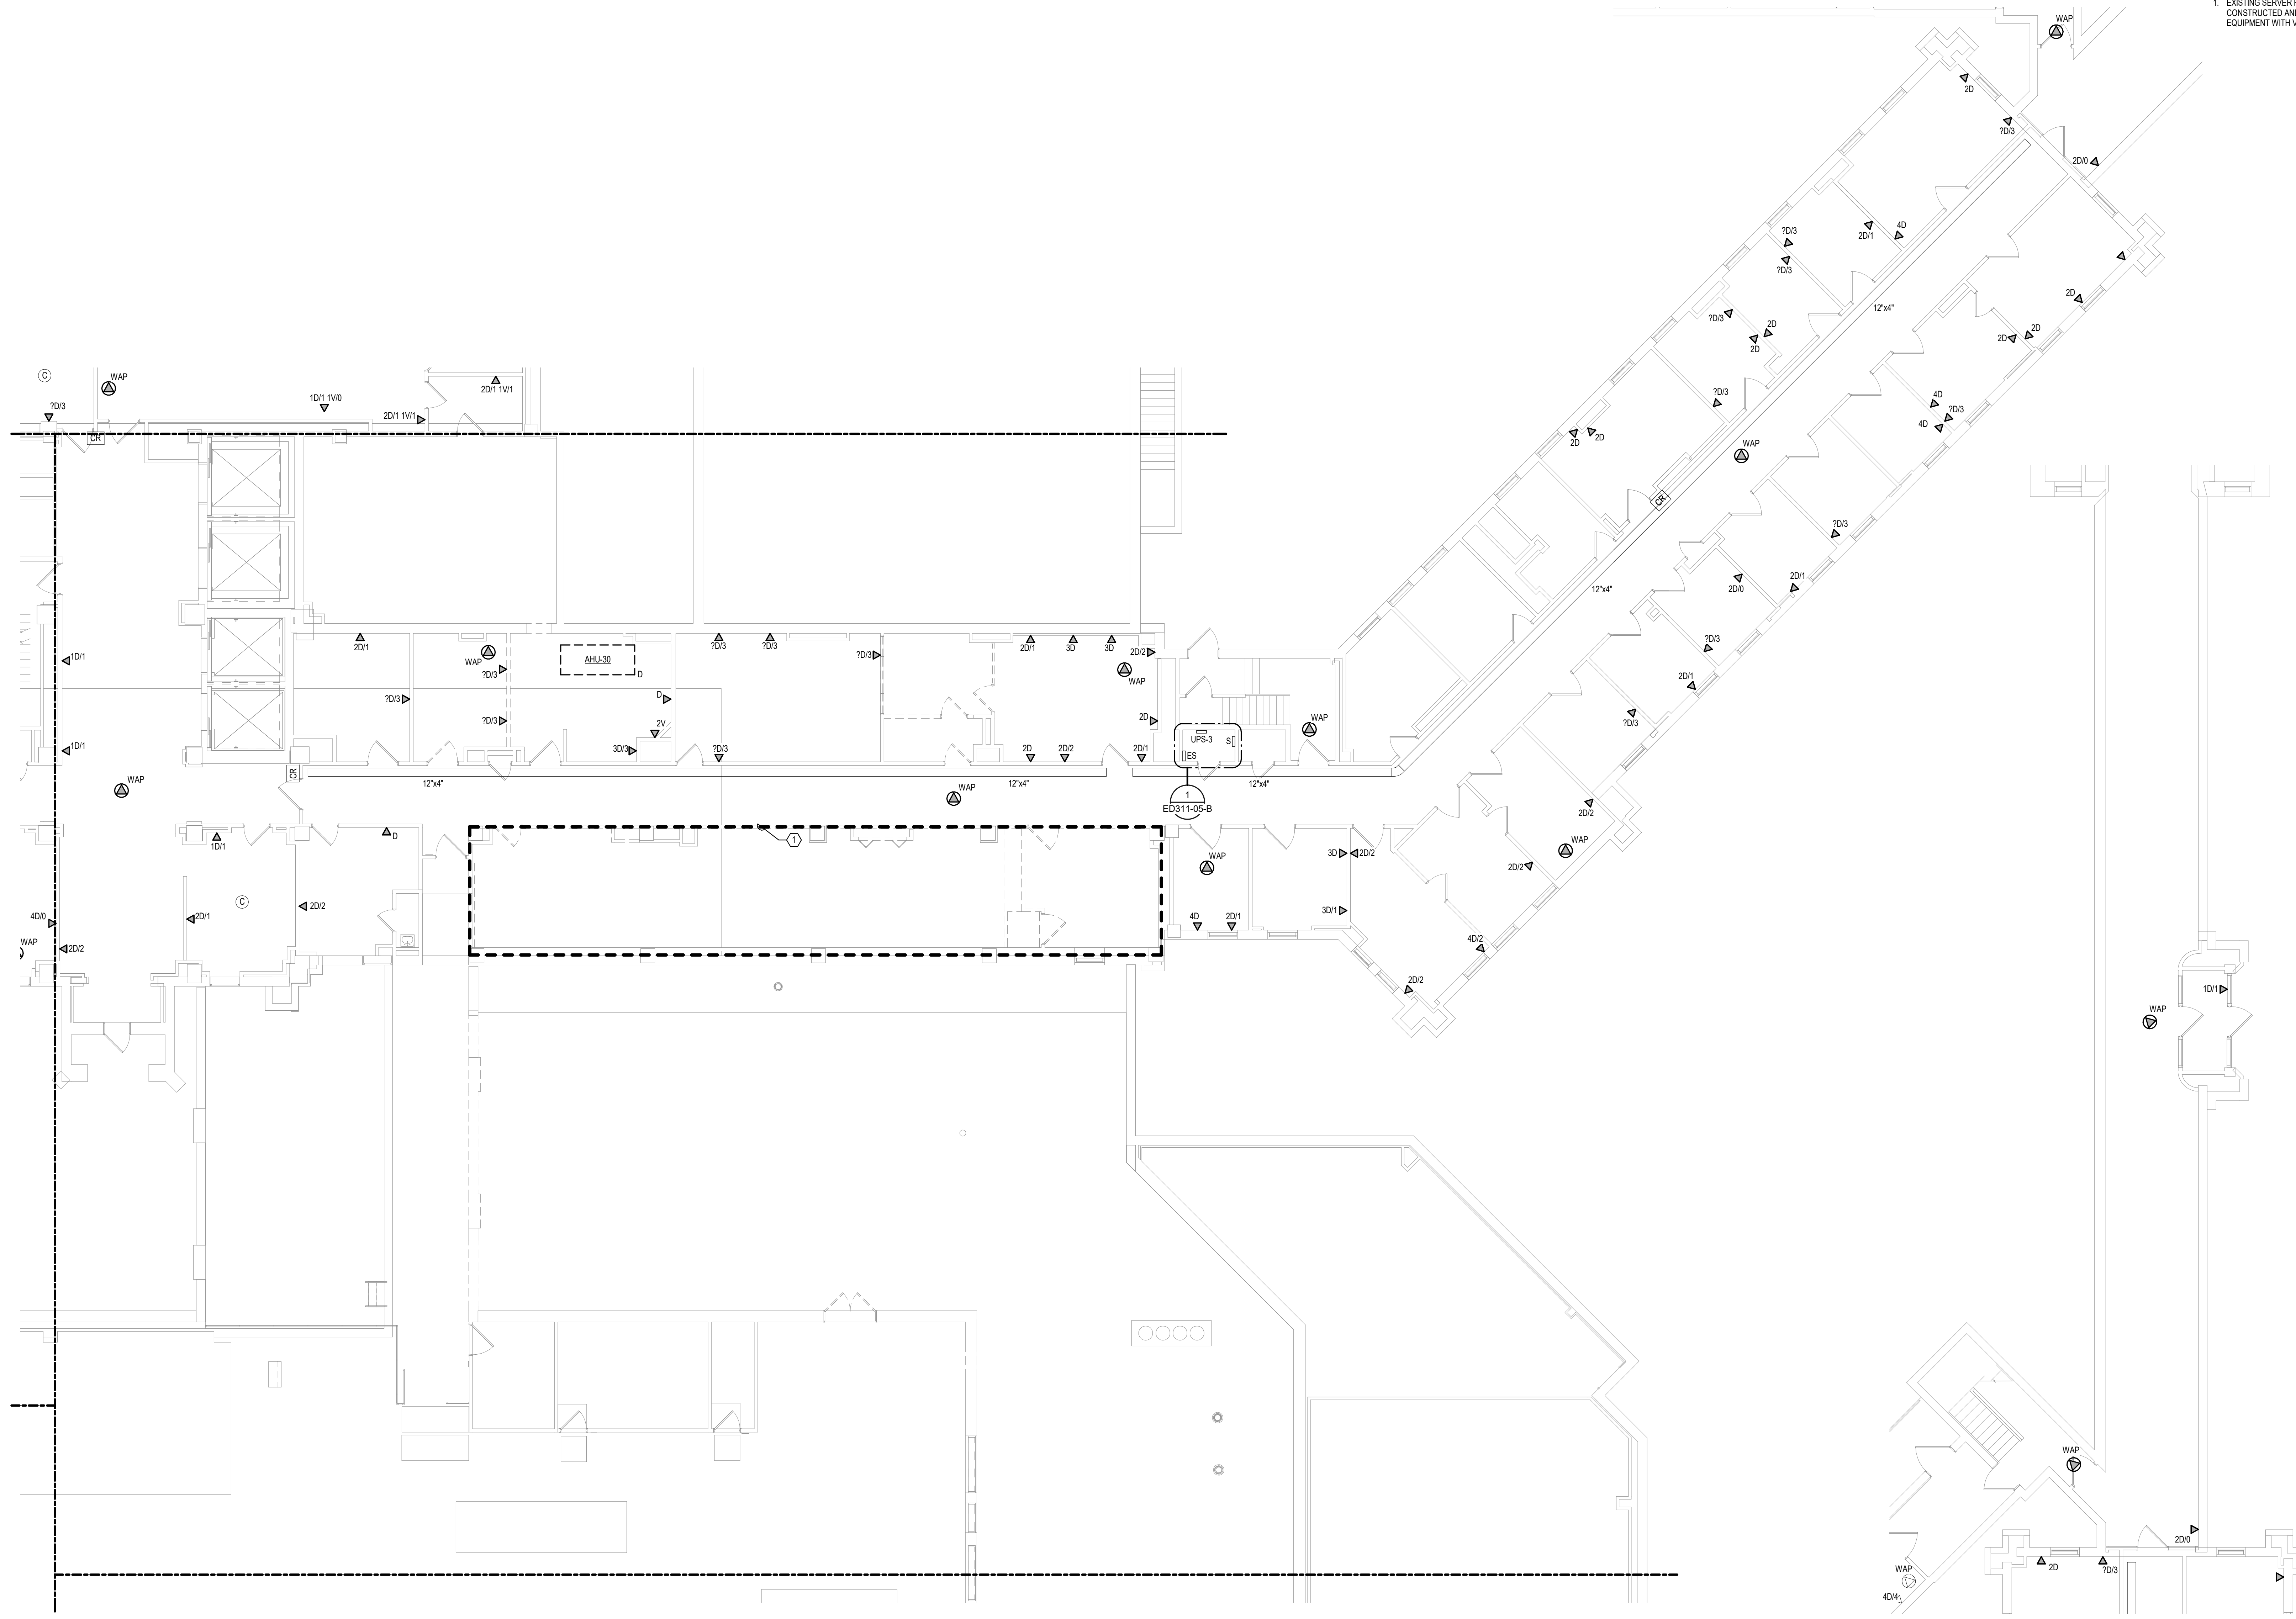 1. EXISTING SERVER
CONSTRUCTED AN
EQUIPMENT WITH V
WAP
2D
?D/3
2D/0
2D/1
4D
?D/3
?D/3
2D
12"x4"
?D/3
2D
2D
2D
2D
C
WAP
?D/3
1D/1 1V/0
2D/1 1V/1
2D/1 1V/1
CR
?D/3
4D
?D/3
4D
2D
2D
WAP
CR
?D/3
2D/1
2D/0
12"x4"
2D/1
WAP
?D/3
AHU-30
D
?D/3
?D/3
?D/3
2D/1
3D
3D
2D/2
WAP
?D/3
1D/1
2D/1
?D/3
D
?D/3
2V
3D/3
?D/3
2D
2D
2D/2
2D/1
UPS-3
S
ES
WAP
?D/3
1D/1
CR
WAP
12"x4"
WAP
12"x4"
12"x4"
1
ED311-05-B
2D/2
1D/1
D
1
WAP
3D
2D/2
WAP
2D/2
C
2D/2
2D/1
4D/0
WAP
2D/2
4D
2D/1
3D/1
4D/2
2D/2
1D/1
WAP
WAP
2D/0
2D
?D/3
WAP
4D/4